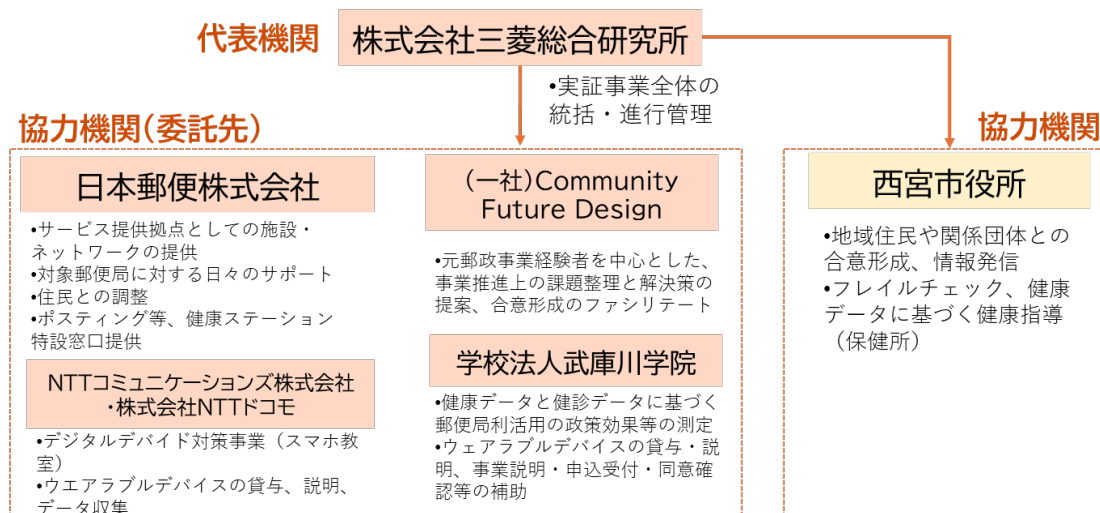 代表機関
株式会社三菱総合研究所
•実証事業全体の
統括・進行管理
協力機関(委託先)
日本郵便株式会社
•サービス提供拠点としての施設・
ネットワークの提供
•対象郵便局に対する日々のサポート
•住民との調整
•ポスティング等、健康ステーション
特設窓口提供
NTTコミュニケーションズ株式会社
・株式会社NTTドコモ
•デジタルデバイド対策事業（スマホ教
室）
•ウエアラブルデバイスの貸与、説明、
データ収集
(一社)Community
Future Design
•元郵政事業経験者を中心とした、
事業推進上の課題整理と解決策の
提案、合意形成のファシリテート
学校法人武庫川学院
•健康データと健診データに基づく
郵便局利活用の政策効果等の測定
•ウェアラブルデバイスの貸与・説
明、事業説明・申込受付・同意確
認等の補助
協力機関
西宮市役所
•地域住民や関係団体との
合意形成、情報発信
•フレイルチェック、健康
データに基づく健康指導
（保健所）